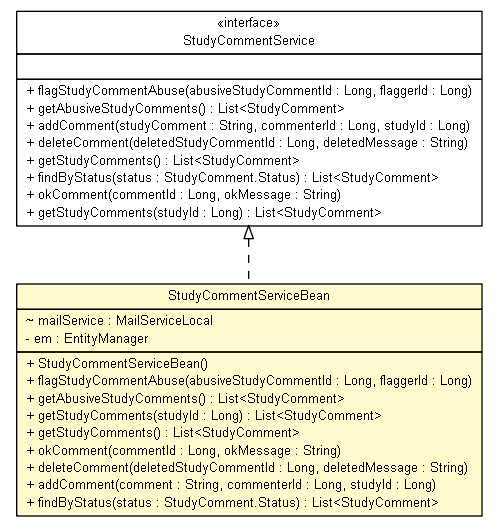 «interface»
StudyCommentService
+ flagStudyCommentAbuse(abusiveStudyCommentId : Long, flaggerId : Long)
+ getAbusiveStudyComments() : List<StudyComment>
+ addComment(studyComment : String, commenterId : Long, studyId : Long)
+ deleteComment(deletedStudyCommentId : Long, deletedMessage : String)
+ getStudyComments() : List<StudyComment>
+ findByStatus(status : StudyComment.Status) : List<StudyComment>
+ okComment(commentId : Long, okMessage : String)
+ getStudyComments(studyId : Long) : List<StudyComment>
StudyCommentServiceBean
~ mailService : MailServiceLocal
- em : EntityManager
+ StudyCommentServiceBean()
+ flagStudyCommentAbuse(abusiveStudyCommentId : Long, flaggerId : Long)
+ getAbusiveStudyComments() : List<StudyComment>
+ getStudyComments(studyId : Long) : List<StudyComment>
+ getStudyComments() : List<StudyComment>
+ okComment(commentId : Long, okMessage : String)
+ deleteComment(deletedStudyCommentId : Long, deletedMessage : String)
+ addComment(comment : String, commenterId : Long, studyId : Long)
+ findByStatus(status : StudyComment.Status) : List<StudyComment>